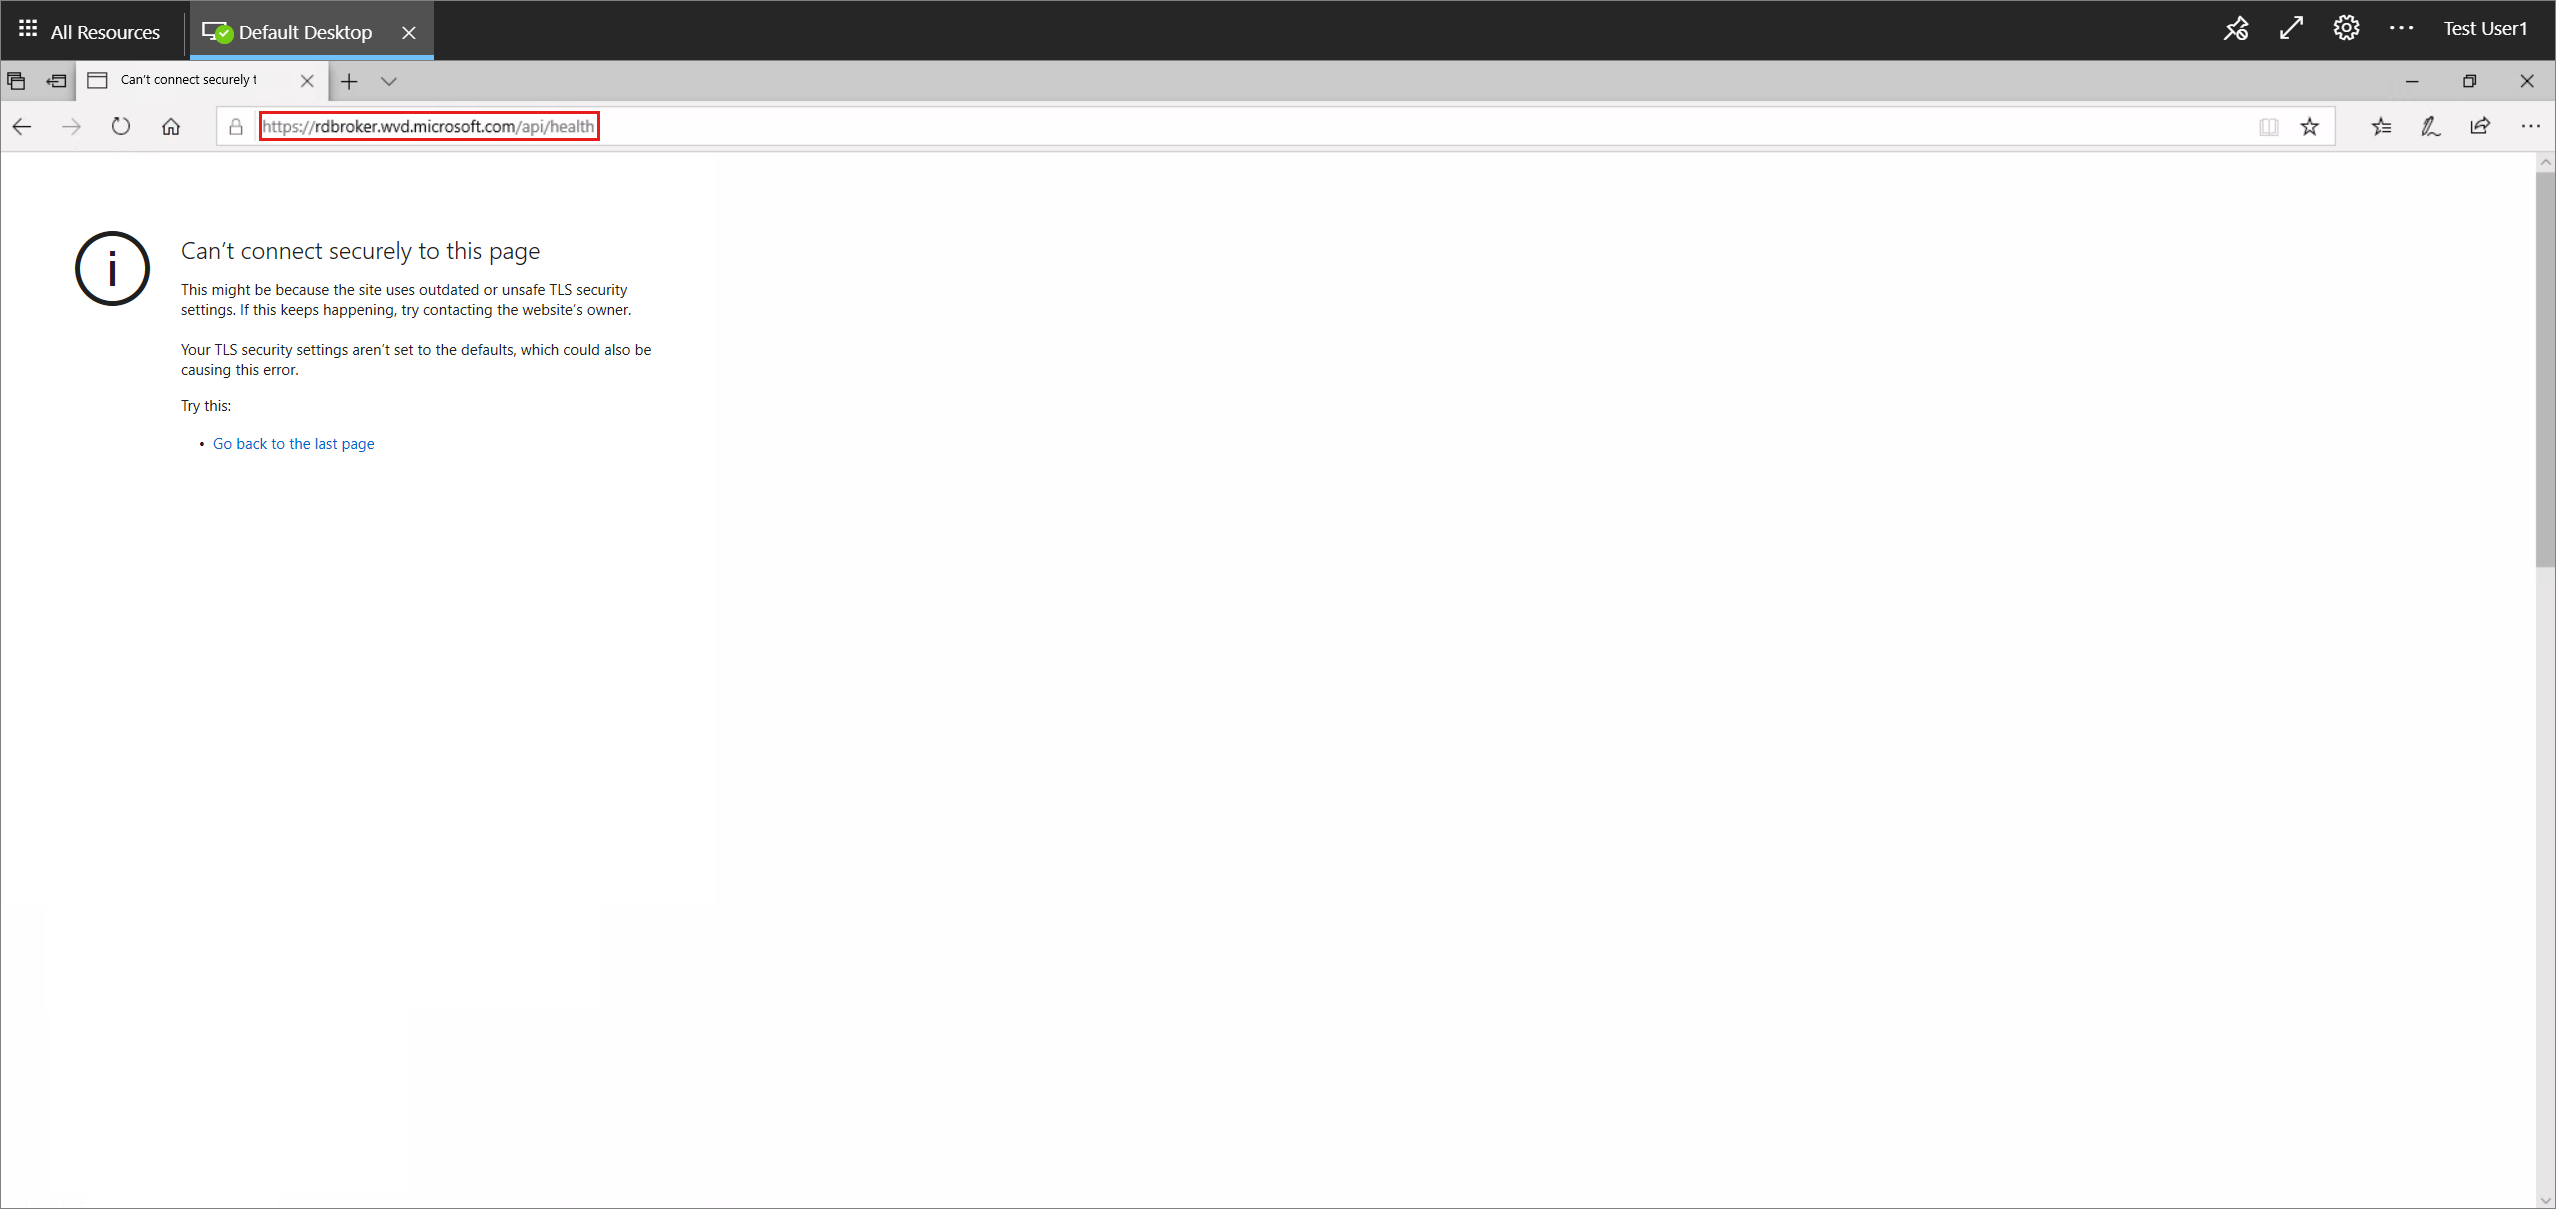 All Resources
Default Desktop
Test User1
Can't connect securely t
https://rdbroker.wvd.microsoft.com/api/health
Can't connect securely to this page
This might be because the site uses outdated or unsafe TLS security
settings. If this keeps happening, try contacting the website's owner.
Your TLS security settings aren't set to the defaults, which could also be
causing this error.
Try this:
• Go back to the last page